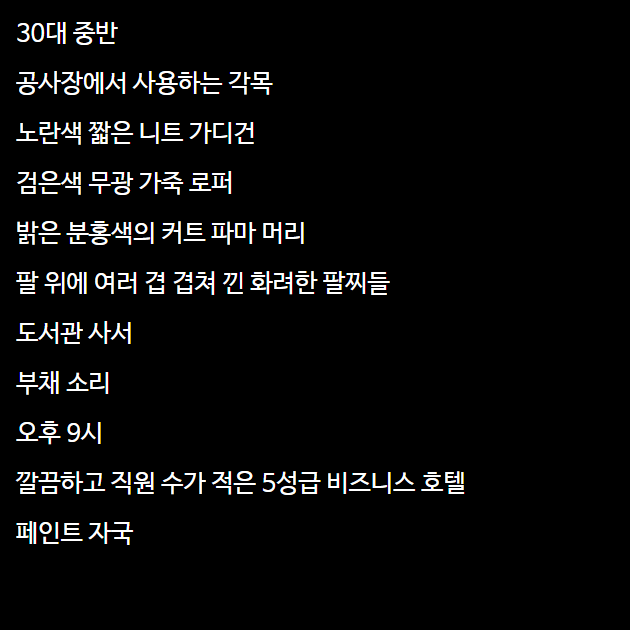 30대 중반
공사장에서 사용하는 각목
노란색 짧은 니트 가디건
검은색 무광 가죽 로퍼
밝은 분홍색의 커트 파마 머리
팔 위에 여러 겹 겹쳐 낀 화려한 팔찌들
도서관 사서
부채 소리
오후 9시
깔끔하고 직원 수가 적은 5성급 비즈니스 호텔
페인트 자국